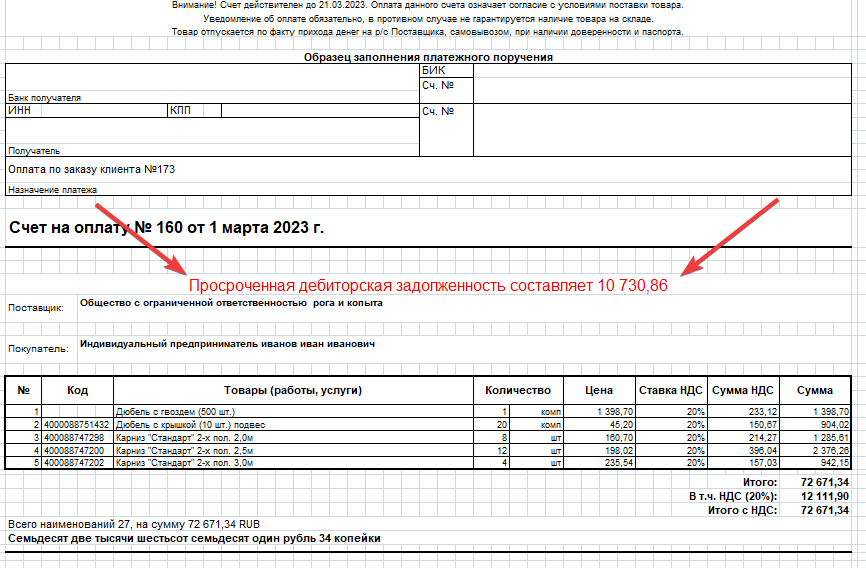 Внимание! Счет действителен до 21.03.2023. Оплата данного счета означает согласие с условиями поставки товара.
Уведомление об оплате обязательно, в противном случае не гарантируется наличие товара на складе.
Товар отпускается по факту прихода денег на р/с Поставщика, самовывозом, при наличии доверенности и паспорта.
Образец заполнения платежного поручения
БИК
Сч. №
Банк получателя
ИНН КПП Сч. №
Получатель
Оплата по заказу клиента №173
Назначение платежа
Счет на оплату № 160 от 1 марта 2023 г.
Просроченная дебиторская задолженность составляет 10 730,86
Поставщик: Общество с ограниченной ответственностью рога и копыта
Покупатель: Индивидуальный предприниматель иванов иван иванович
№ Код Товары (работы, услуги) Количество Цена Ставка НДС Сумма НДС Сумма
1 Дюбель с гвоздем (500 шт.) 1 комп 1 398,70 20% 233,12 1 398,70
2 4000088751432 Дюбель с крышкой (10 шт.) подвес 20 комп 45,20 20% 150,67 904,02
3 400088747298 Карниз "Стандарт" 2-х пол. 2,0м 8 шт 160,70 20% 214,27 1 285,61
4 400088747200 Карниз "Стандарт" 2-х пол. 2,5м 12 шт 198,02 20% 396,04 2 376,26
5 400088747202 Карниз "Стандарт" 2-х пол. 3,0м 4 шт 235,54 20% 157,03 942,15
Итого: 72 671,34
В т.ч. НДС (20%): 12 111,90
Итого с НДС: 72 671,34
Всего наименований 27, на сумму 72 671,34 RUB
Семьдесят две тысячи шестьсот семьдесят один рубль 34 копейки